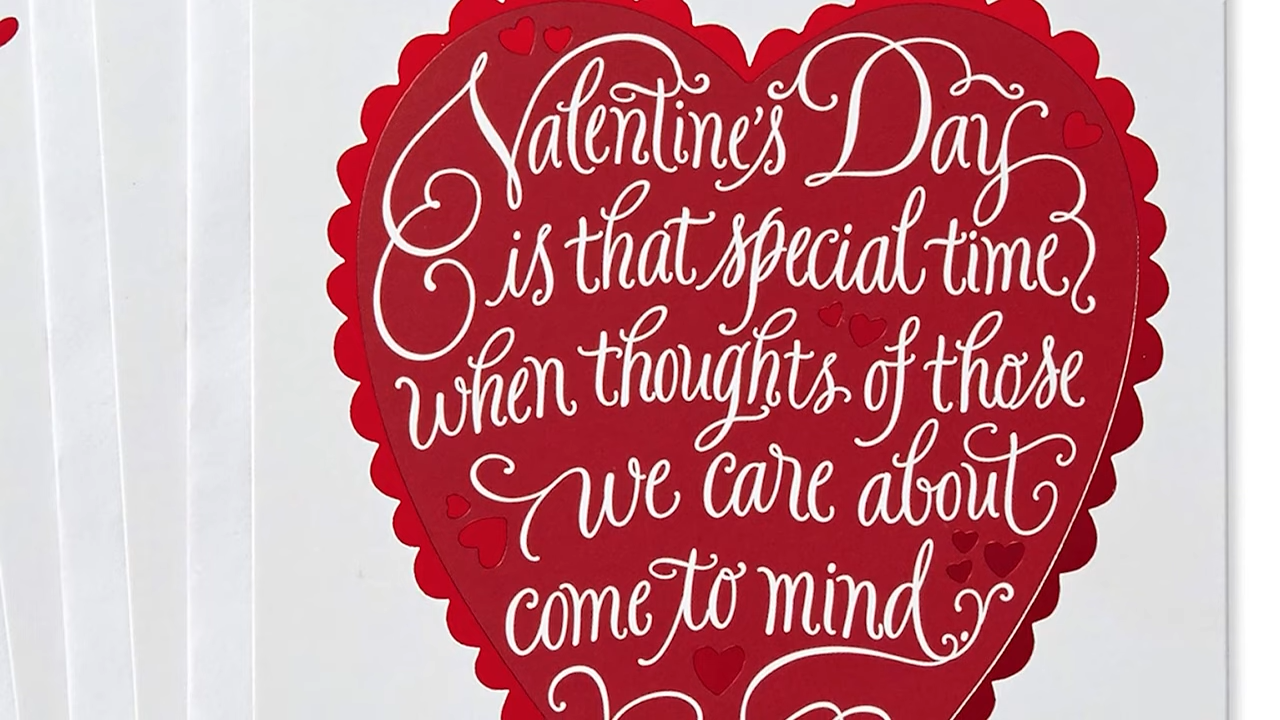 Valentine's Day
is that special time
when thoughts of those
we care about
come to mind.